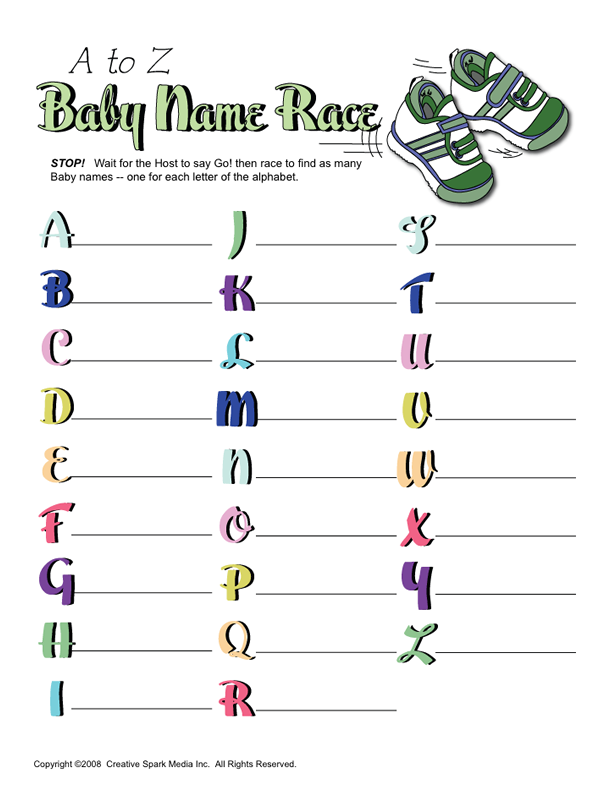 A to Z
Baby Name Race
STOP! Wait for the Host to say Go! then race to find as many
Baby names -- one for each letter of the alphabet.
A
B
C
D
E
F
G
H
I
J
K
L
M
N
O
P
Q
R
S
T
U
V
W
X
Y
Z
Copyright ©2008 Creative Spark Media Inc. All Rights Reserved.